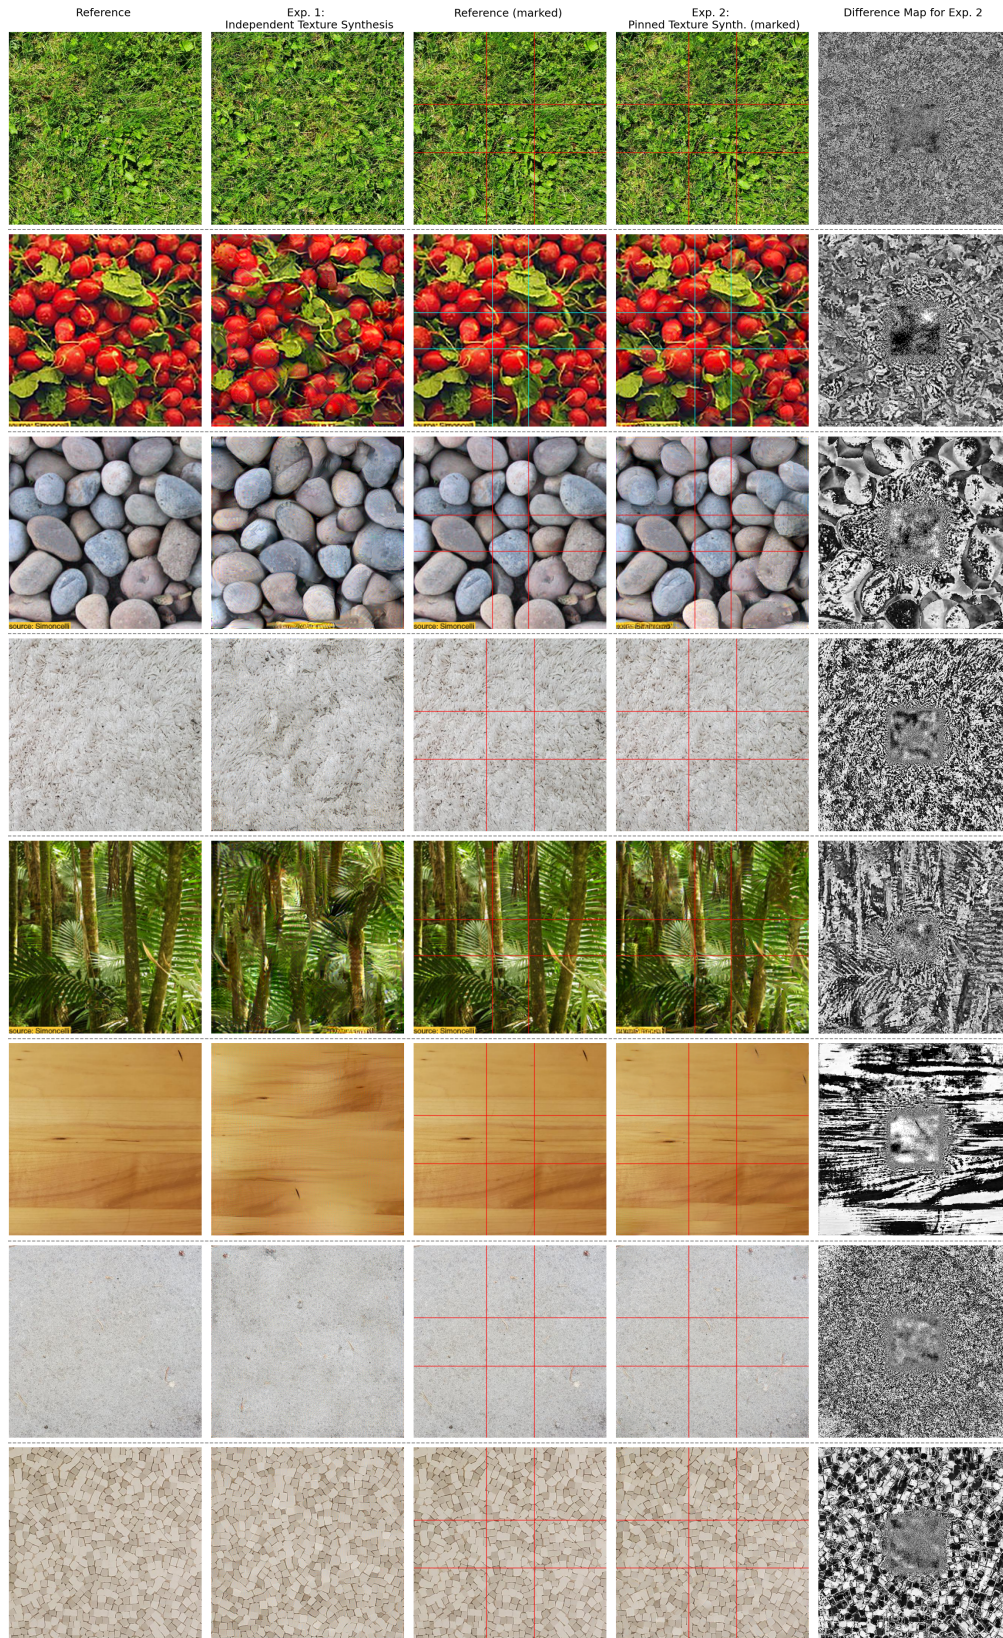 Reference
Exp. 1:
Independent Texture Synthesis
Reference (marked)
Exp. 2:
Pinned Texture Synth. (marked)
Difference Map for Exp. 2
source: Simoncelli
source: Simoncelli
source: Simoncelli
source: Simoncelli
source: Simoncelli
source: Simoncelli